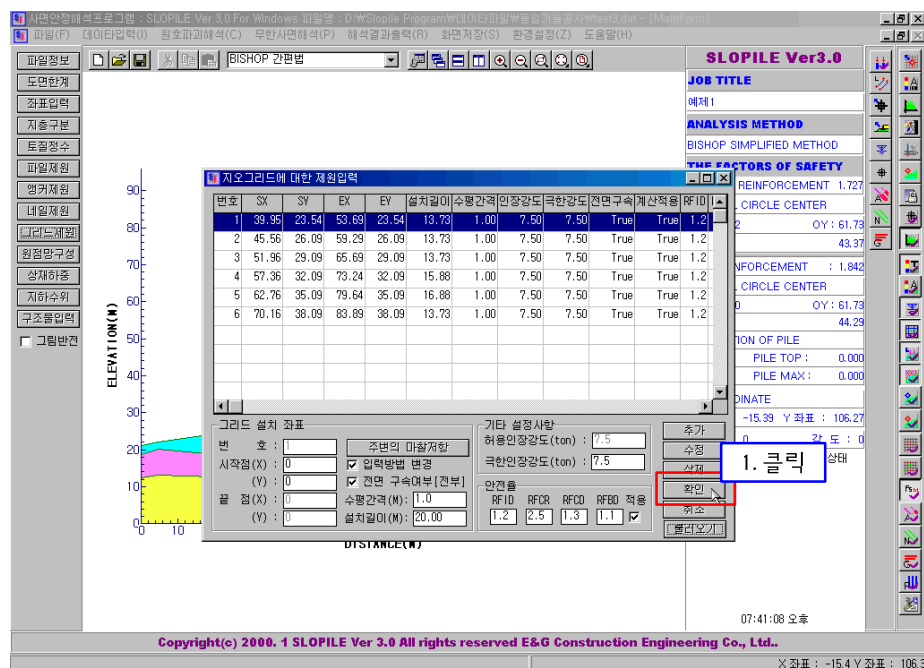 사면안정해석프로그램 : SLOPILE Ver 3.0 For Windows 파일명 : D:₩Slopile Program₩데이터파일₩동일기술공사₩test3.dat - [MainForm]
파일(F) 데이터입력(I) 원호파괴해석(C) 무한사면해석(P) 해석결과출력(R) 화면저장(S) 환경설정(Z) 도움말(H)
BISHOP 간편법
파일정보
도면한계
좌표입력
지층구분
토질정수
파일제원
앵커제원
네일제원
그리드제원
원점망구성
상재하중
지하수위
구조물입력
그림반전
ELEVATION(M)
90
80
70
60
50
40
30
20
10
0
0 10
DISTANCE(M)
지오그리드에 대한 제원입력
번호 SX SY EX EY 설치길이 수평간격 인장강도 극한강도 전면구속 계산적용 RFID
1 39.95 23.54 53.69 23.54 13.73 1.00 7.50 7.50 True True 1.2
2 45.56 26.09 59.29 26.09 13.73 1.00 7.50 7.50 True True 1.2
3 51.96 29.09 65.69 29.09 13.73 1.00 7.50 7.50 True True 1.2
4 57.36 32.09 73.24 32.09 15.88 1.00 7.50 7.50 True True 1.2
5 62.76 35.09 79.64 35.09 16.88 1.00 7.50 7.50 True True 1.2
6 70.16 38.09 83.89 38.09 13.73 1.00 7.50 7.50 True True 1.2
그리드 설치 좌표
번 호 : 1
시작점(X) : 0
(Y) : 0
끝 점(X) : 0
(Y) : 0
주변의 마찰저항
입력방법 변경
전면 구속여부[전부]
수평간격(M): 1.0
설치길이(M): 20.00
기타 설정사항
허용인장강도(ton) : 7.5
극한인장강도(ton) : 7.5
안전율
RFID RFCR RFCD RFBD 적용
1.2 2.5 1.3 1.1
추가
수정
삭제
확인
취소
불러오기
1. 클릭
SLOPILE Ver3.0
JOB TITLE
예제1
ANALYSIS METHOD
BISHOP SIMPLIFIED METHOD
THE FACTORS OF SAFETY
REINFORCEMENT 1.727
CIRCLE CENTER
2 OY : 61.73
43.37
NFORCEMENT : 1.842
CIRCLE CENTER
0 OY : 61.73
44.29
ION OF PILE
PILE TOP : 0.000
PILE MAX : 0.000
DINATE
-15.39 Y 좌표 : 106.27
0 각 도 : 0
상태
07:41:08 오후
Copyright(c) 2000. 1 SLOPILE Ver 3.0 All rights reserved E&G Construction Engineering Co., Ltd..
X 좌표 : -15.4 Y 좌표 : 106.3